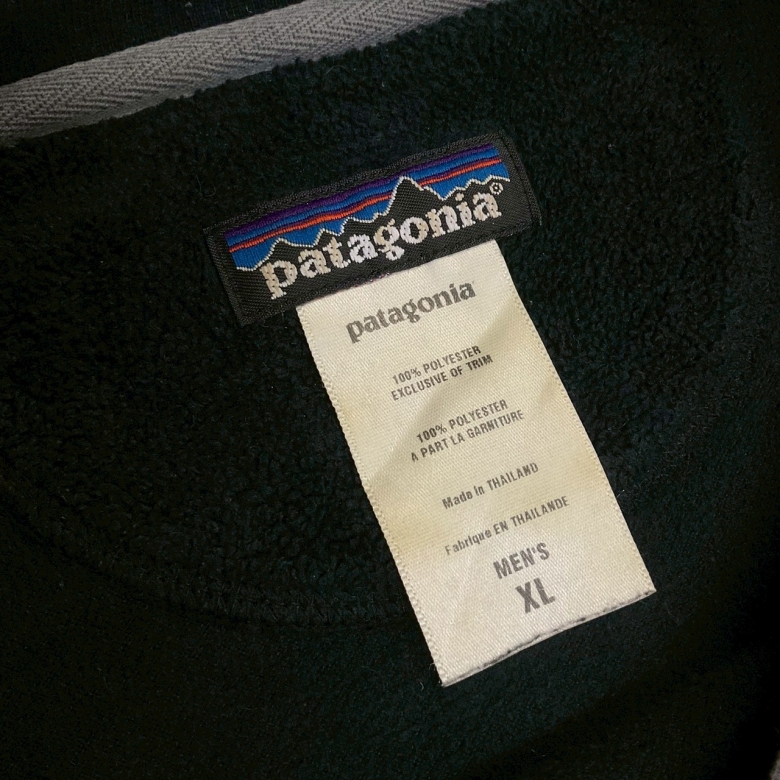 patagonia®
patagonia
100% POLYESTER
EXCLUSIVE OF TRIM
100% POLYESTER
A PART LA GARNITURE
Made in THAILAND
Fabrique EN THAILANDE
MEN'S
XL